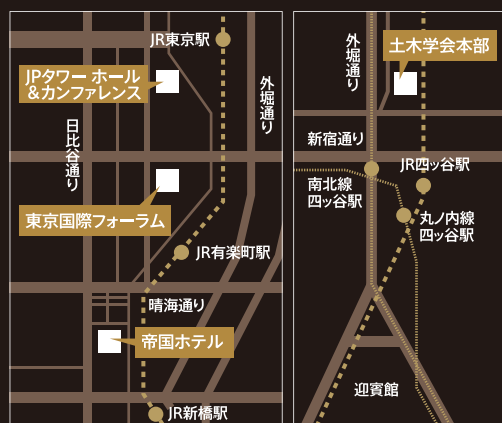 JR東京駅
JPタワー ホール
&カンファレンス
外堀通り
日比谷通り
東京国際フォーラム
JR有楽町駅
晴海通り
帝国ホテル
JR新橋駅
外堀通り
土木学会本部
新宿通り
JR四ッ谷駅
南北線
四ッ谷駅
丸ノ内線
四ッ谷駅
迎賓館